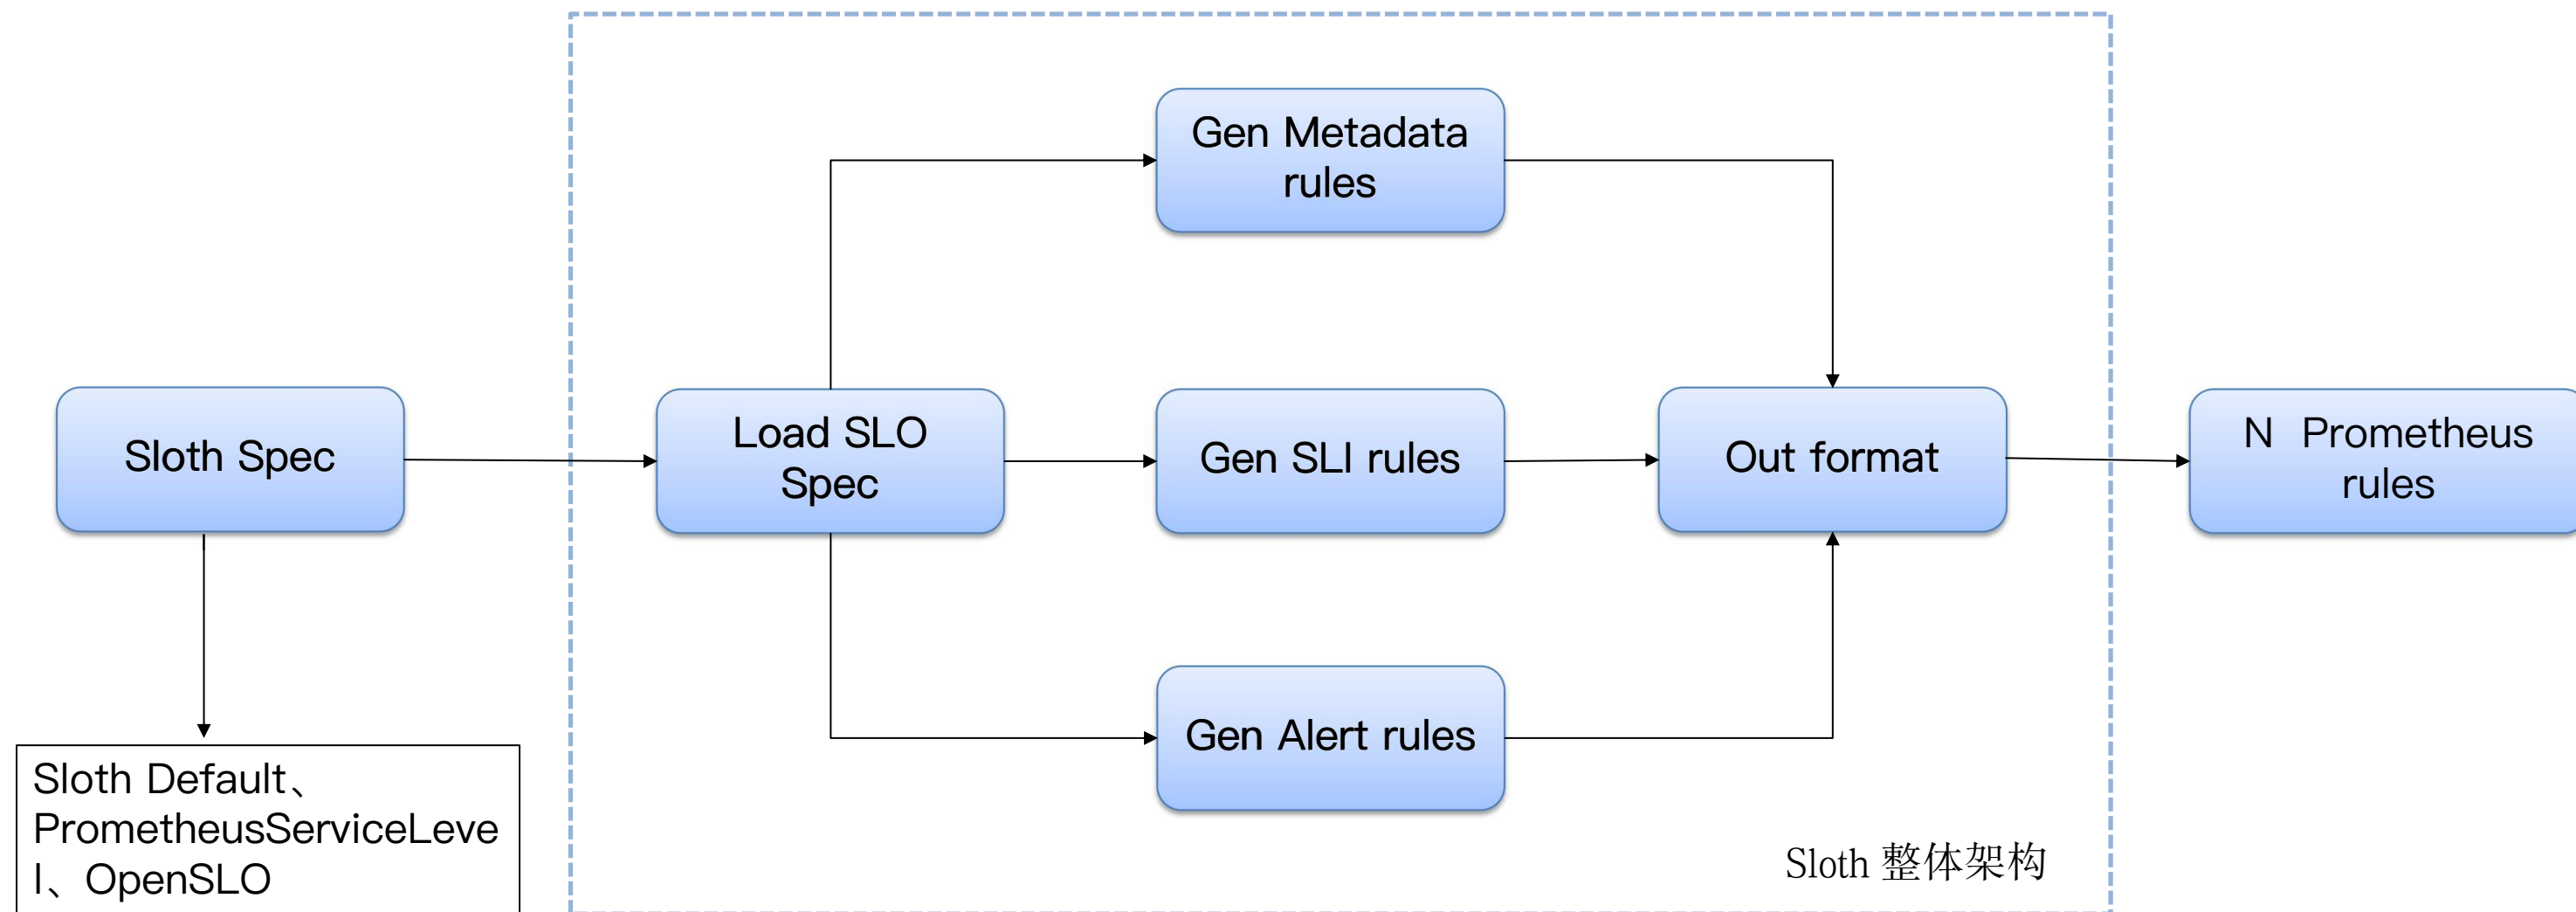 Gen Metadata
rules
Sloth Spec
Load SLO
Spec
Gen SLI rules
Out format
N Prometheus
rules
Gen Alert rules
Sloth Default、
PrometheusServiceLeve
l、OpenSLO
Sloth 整体架构